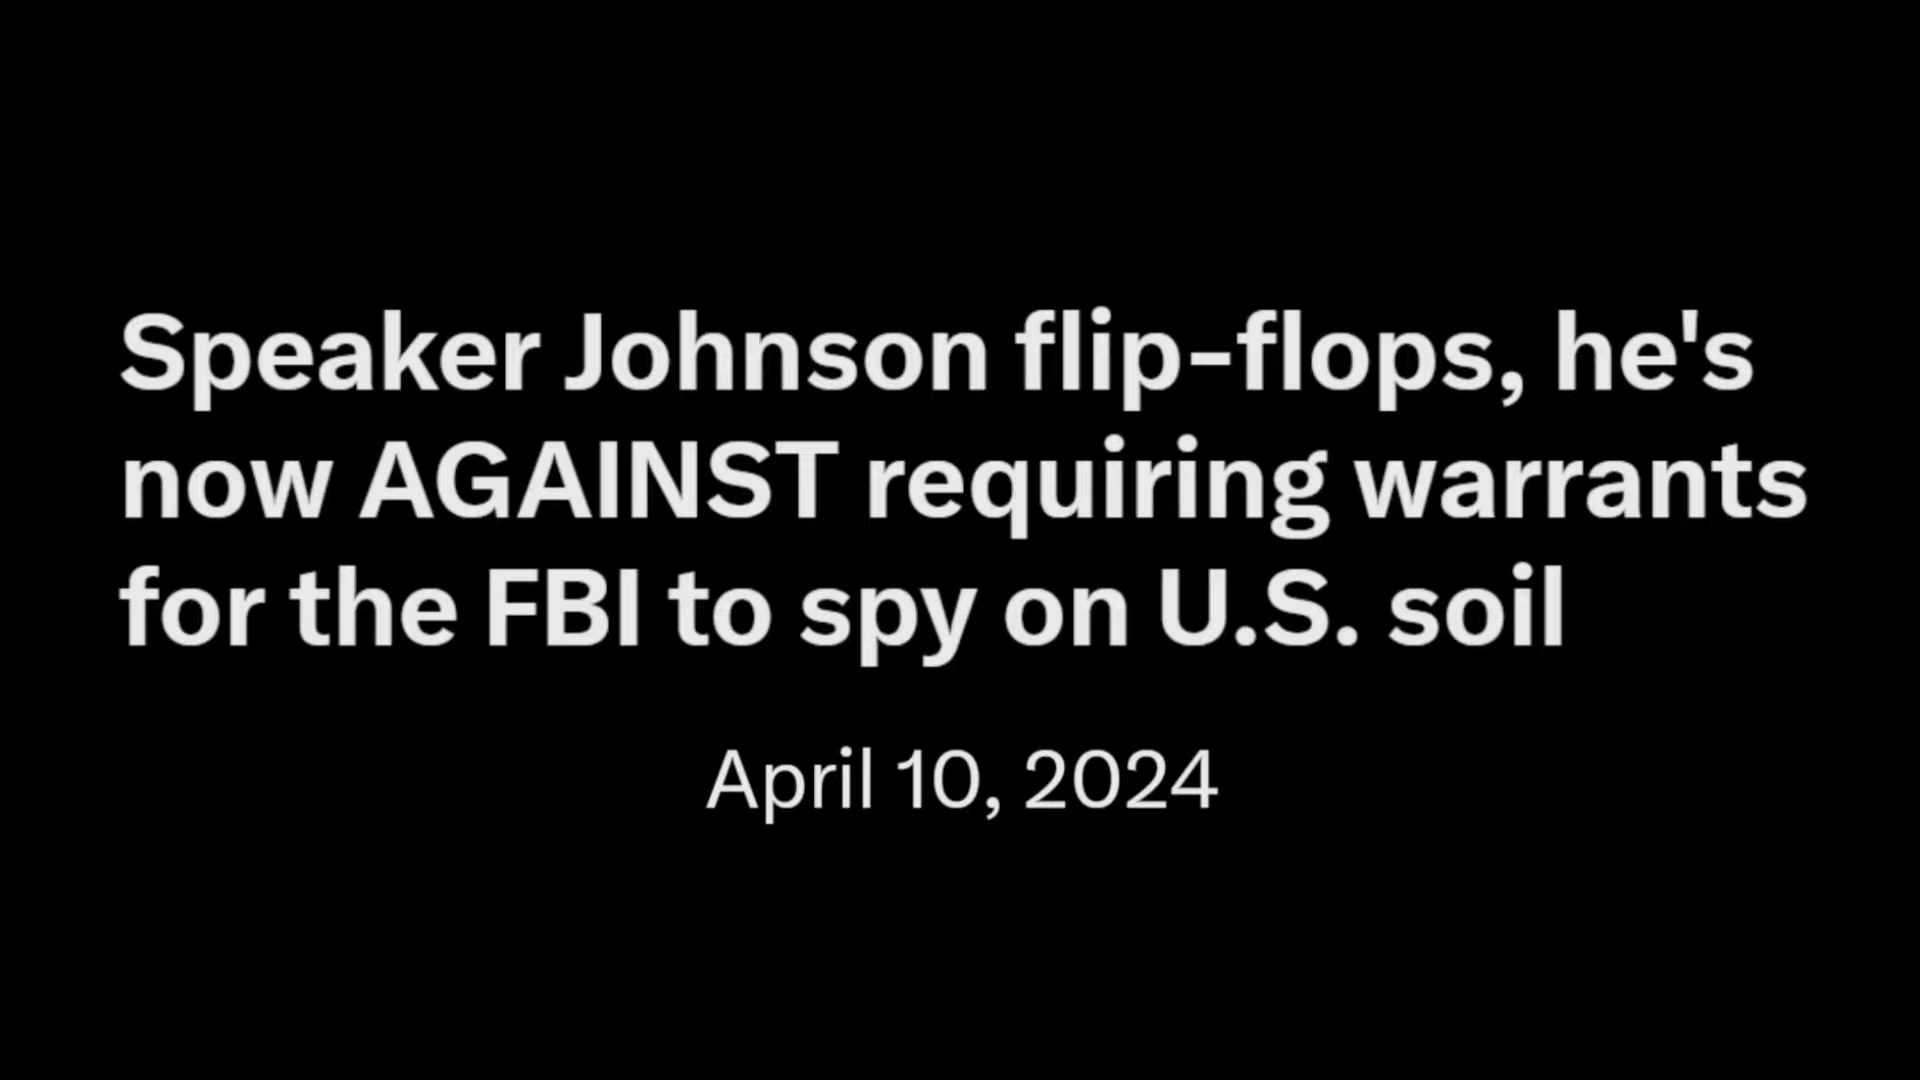 Speaker Johnson flip-flops, he's
now AGAINST requiring warrants
for the FBI to spy on U.S. soil
April 10, 2024